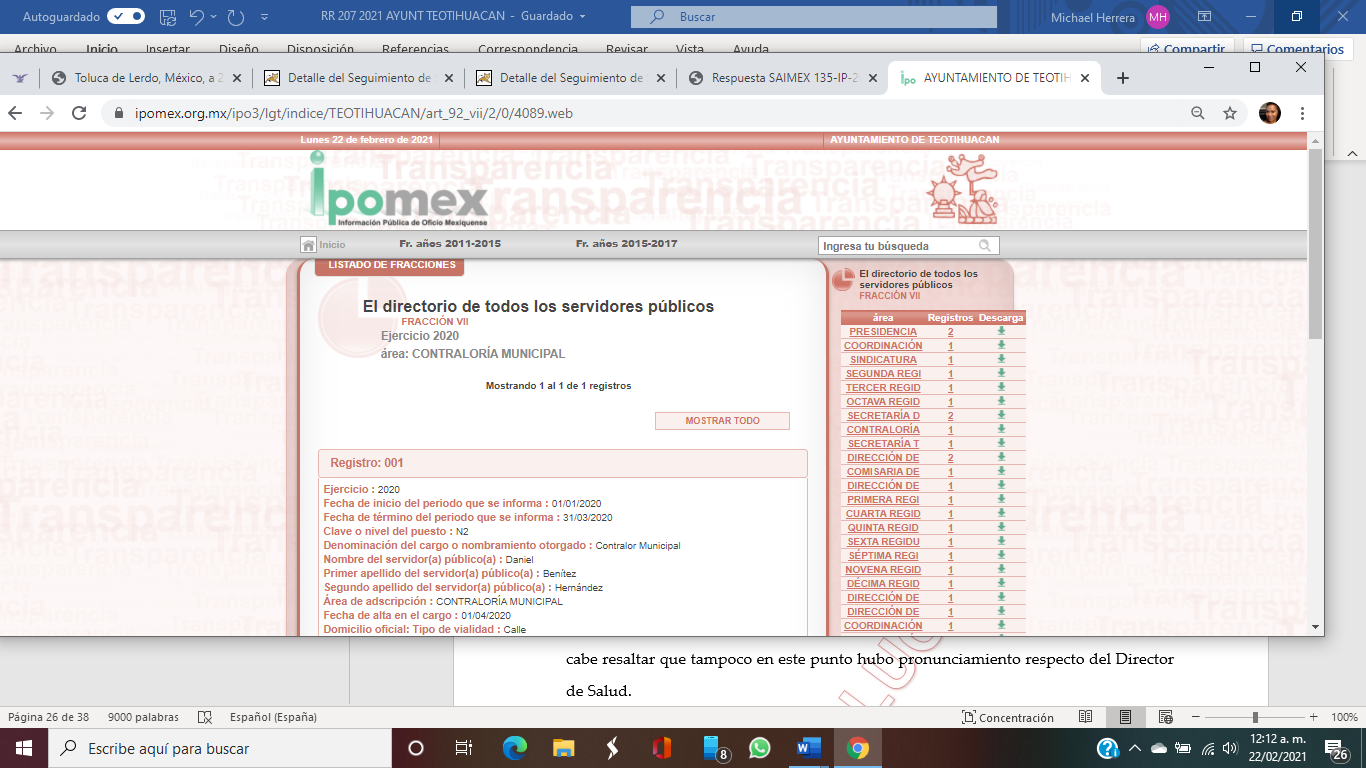 Autoguardado
RR 207 2021 AYUNT TEOTIHUACAN - Guardado
Buscar
Michael Herrera
MH
Archivo Inicio Insertar Diseño Disposición Referencias Correspondencia Revisar Vista Ayuda
Compartir
Comentarios
Toluca de Lerdo, México, a 2
Detalle del Seguimiento de
Detalle del Seguimiento de
Respuesta SAIMEX 135-IP-2
ipo
AYUNTAMIENTO DE TEOTIH
ipomex.org.mx/ipo3/lgt/indice/TEOTIHUACAN/art_92_vii/2/0/4089.web
Lunes 22 de febrero de 2021
AYUNTAMIENTO DE TEOTIHUACAN
Transparencia
ipomex
Información Pública de Oficio Mexiquense
Inicio
Fr. años 2011-2015
Fr. años 2015-2017
Ingresa tu búsqueda
LISTADO DE FRACCIONES
El directorio de todos los servidores públicos
FRACCIÓN VII
Ejercicio 2020
área: CONTRALORÍA MUNICIPAL
Mostrando 1 al 1 de 1 registros
MOSTRAR TODO
Registro: 001
Ejercicio : 2020
Fecha de inicio del periodo que se informa : 01/01/2020
Fecha de término del periodo que se informa : 31/03/2020
Clave o nivel del puesto : N2
Denominación del cargo o nombramiento otorgado : Contralor Municipal
Nombre del servidor(a) público(a) : Daniel
Primer apellido del servidor(a) público(a) : Benítez
Segundo apellido del servidor(a) público(a) : Hernández
Área de adscripción : CONTRALORÍA MUNICIPAL
Fecha de alta en el cargo : 01/04/2020
Domicilio oficial: Tipo de vialidad : Calle
El directorio de todos los
servidores públicos
FRACCIÓN VII
área Registros Descarga
PRESIDENCIA 2
COORDINACIÓN 1
SINDICATURA 1
SEGUNDA REGI 1
TERCER REGID 1
OCTAVA REGID 1
SECRETARÍA D 2
CONTRALORÍA 1
SECRETARÍA T 1
DIRECCIÓN DE 2
COMISARIA DE 1
DIRECCIÓN DE 1
PRIMERA REGI 1
CUARTA REGID 1
QUINTA REGID 1
SEXTA REGIDU 1
SÉPTIMA REGI 1
NOVENA REGID 1
DÉCIMA REGID 1
DIRECCIÓN DE 1
DIRECCIÓN DE 1
COORDINACIÓN 1
cabe resaltar que tampoco en este punto hubo pronunciamiento respecto del Director
de Salud.
Página 26 de 38
9000 palabras
Español (España)
Concentración
100%
Escribe aquí para buscar
8
12:12 a. m.
22/02/2021
26